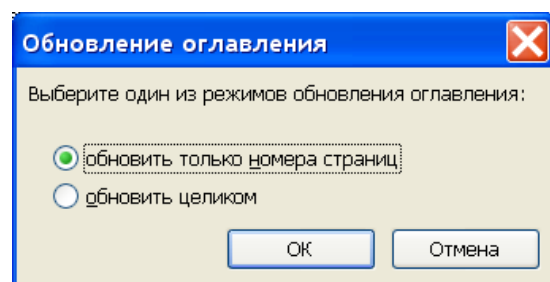 Обновление оглавления
Выберите один из режимов обновления оглавления:
обновить только номера страниц
обновить целиком
ОК
Отмена